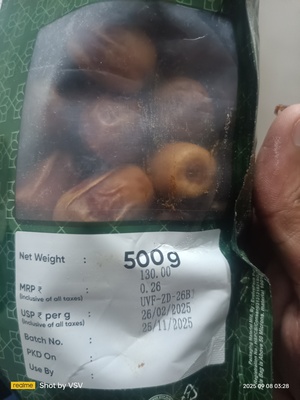 Net Weight : 500g
130.00
MRP ₹ : 0.26
(Inclusive of all taxes)
USP ₹ per g : UVF-ZD-26B
(Inclusive of all taxes)
26/02/2025
Batch No. : 25/11/2025
PKD On :
Use By :
realme Shot by VSV
2025 09 08 03:28